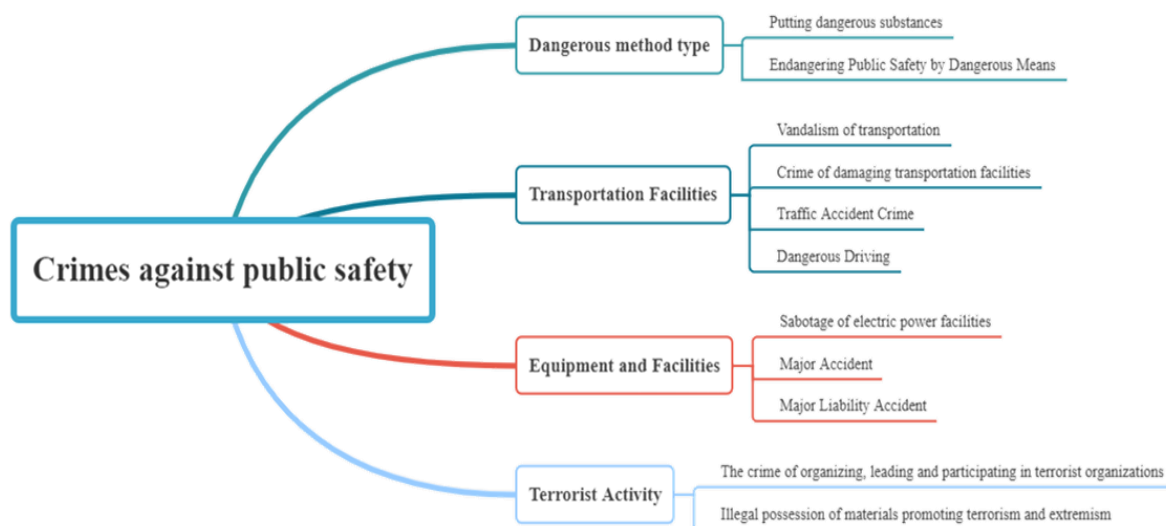 Crimes against public safety
Dangerous method type
Putting dangerous substances
Endangering Public Safety by Dangerous Means
Transportation Facilities
Vandalism of transportation
Crime of damaging transportation facilities
Traffic Accident Crime
Dangerous Driving
Equipment and Facilities
Sabotage of electric power facilities
Major Accident
Major Liability Accident
Terrorist Activity
The crime of organizing, leading and participating in terrorist organizations
Illegal possession of materials promoting terrorism and extremism